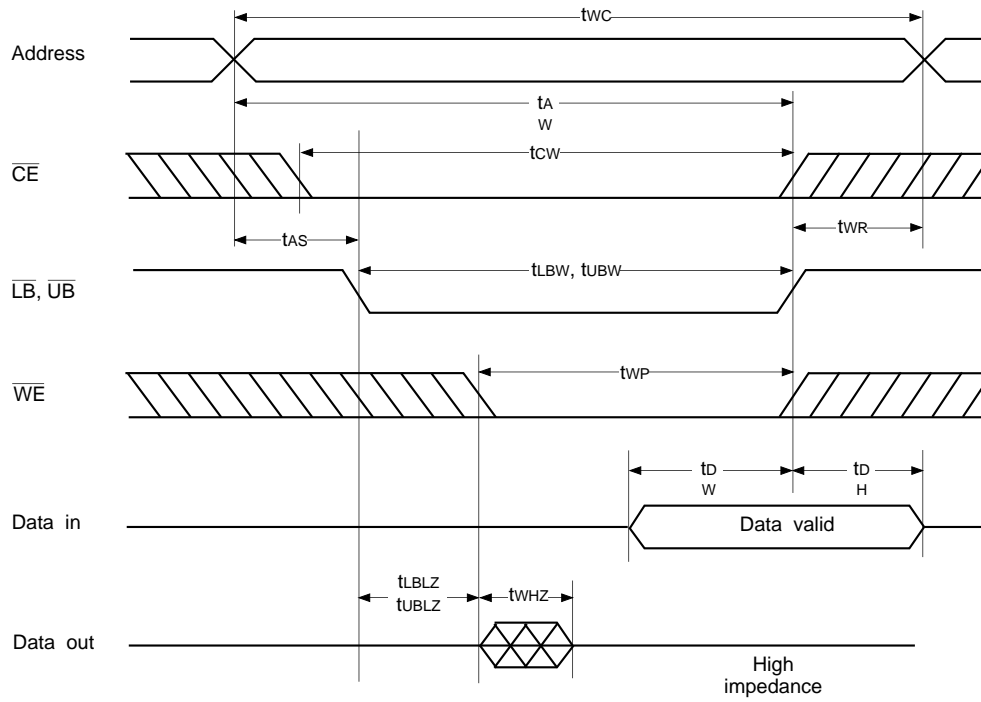 tWC
Address
tA
W
tCW
CE
tAS
tWR
tLBW, tUBW
LB, UB
tWP
WE
tD
W
tD
H
Data in
Data valid
tLBLZ
tUBLZ
tWHZ
Data out
High
impedance